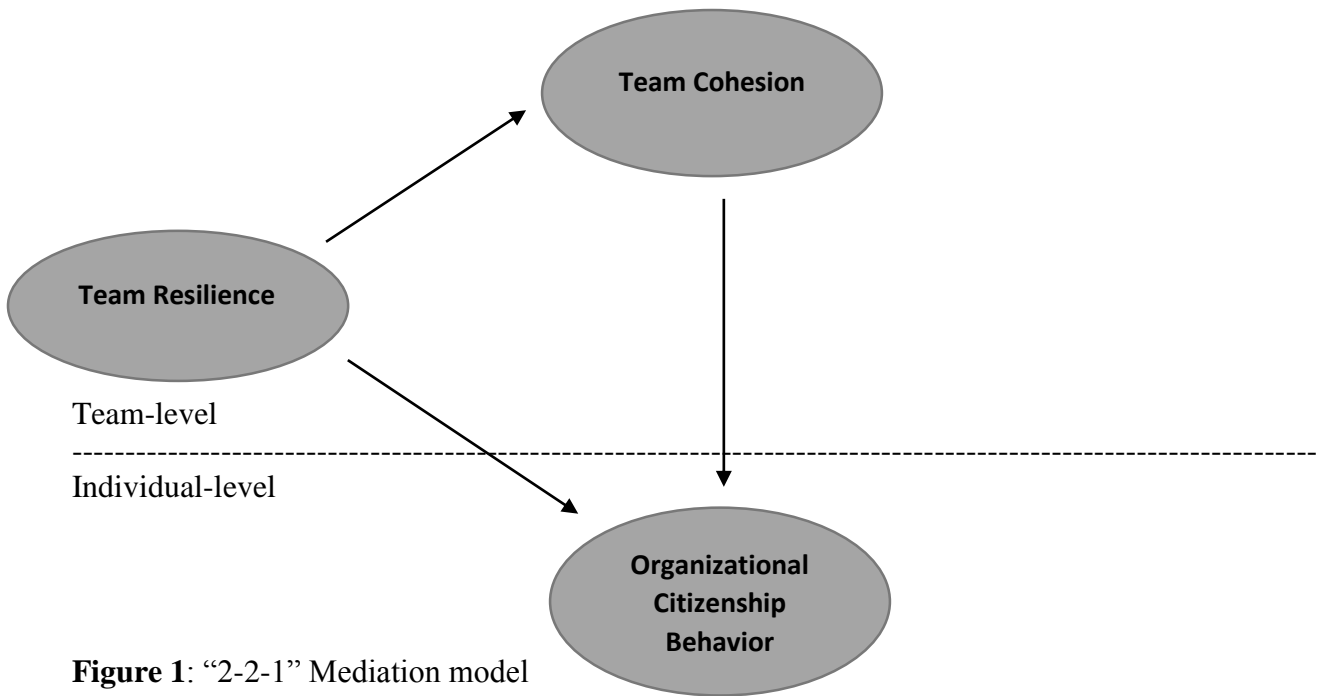 Team Cohesion
Team Resilience
Team-level
Individual-level
Organizational
Citizenship
Behavior
Figure 1: “2-2-1” Mediation model